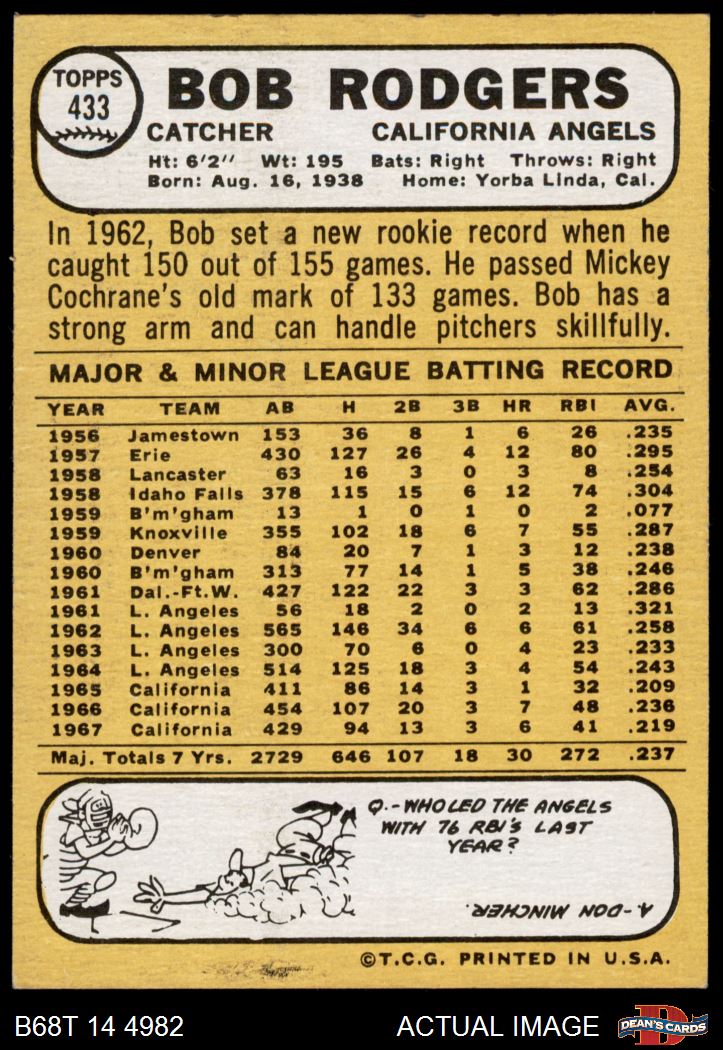 TOPPS
433
BOB RODGERS
CATCHER CALIFORNIA ANGELS
Ht: 6'2" Wt: 195 Bats: Right Throws: Right
Born: Aug. 16, 1938 Home: Yorba Linda, Cal.
In 1962, Bob set a new rookie record when he
caught 150 out of 155 games. He passed Mickey
Cochrane's old mark of 133 games. Bob has a
strong arm and can handle pitchers skillfully.
MAJOR & MINOR LEAGUE BATTING RECORD
YEAR TEAM AB H 2B 3B HR RBI AVG.
1956 Jamestown 153 36 8 1 6 26 .235
1957 Erie 430 127 26 4 12 80 .295
1958 Lancaster 63 16 3 0 3 8 .254
1958 Idaho Falls 378 115 15 6 12 74 .304
1959 B'm'gham 13 1 0 1 0 2 .077
1959 Knoxville 355 102 18 6 7 55 .287
1960 Denver 84 20 7 1 3 12 .238
1960 B'm'gham 313 77 14 1 5 38 .246
1961 Dal.-Ft.W. 427 122 22 3 3 62 .286
1961 L. Angeles 56 18 2 0 2 13 .321
1962 L. Angeles 565 146 34 6 6 61 .258
1963 L. Angeles 300 70 6 0 4 23 .233
1964 L. Angeles 514 125 18 3 4 54 .243
1965 California 411 86 14 3 1 32 .209
1966 California 454 107 20 3 7 48 .236
1967 California 429 94 13 3 6 41 .219
Maj. Totals 7 Yrs. 2729 646 107 18 30 272 .237
Q.-WHO LED THE ANGELS
WITH 76 RBI'S LAST
YEAR?
A-DON MINCHER.
©T.C.G. PRINTED IN U.S.A.
B68T 14 4982 ACTUAL IMAGE
D
DEAN'S CARDS